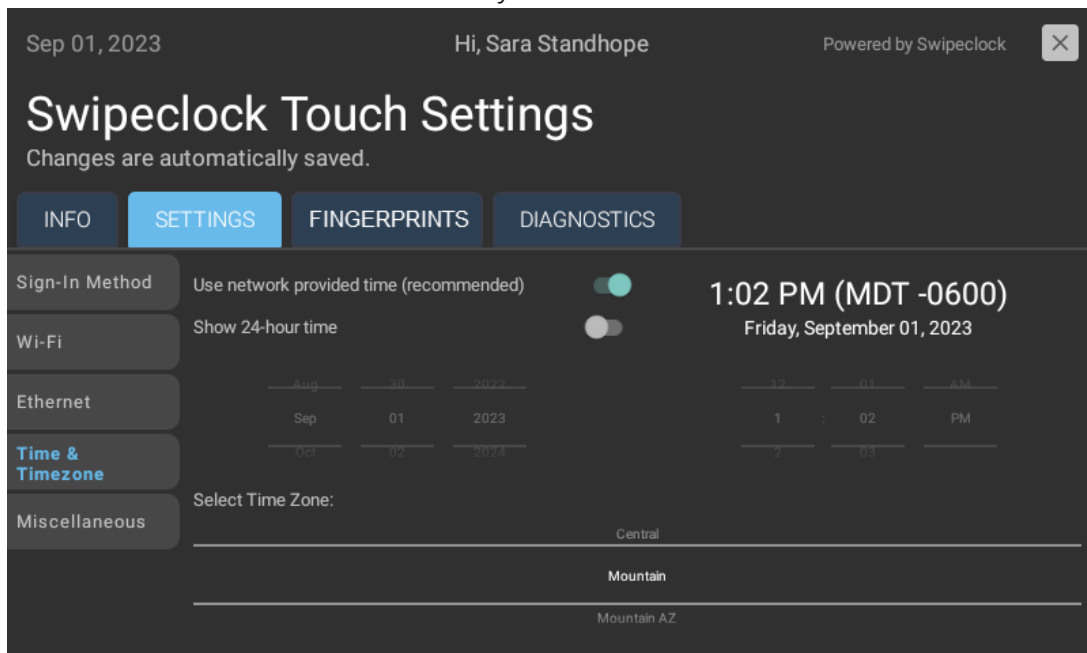 Sep 01, 2023 Hi, Sara Standhope Powered by Swipeclock
Swipeclock Touch Settings
Changes are automatically saved.
INFO SETTINGS FINGERPRINTS DIAGNOSTICS
Sign-In Method
Wi-Fi
Ethernet
Time &
Timezone
Miscellaneous
Use network provided time (recommended)
Show 24-hour time
1:02 PM (MDT -0600)
Friday, September 01, 2023
Aug 30 2022
Sep 01 2023
Oct 02 2024
12 01 AM
1 : 02 PM
2 03
Select Time Zone:
Central
Mountain
Mountain AZ